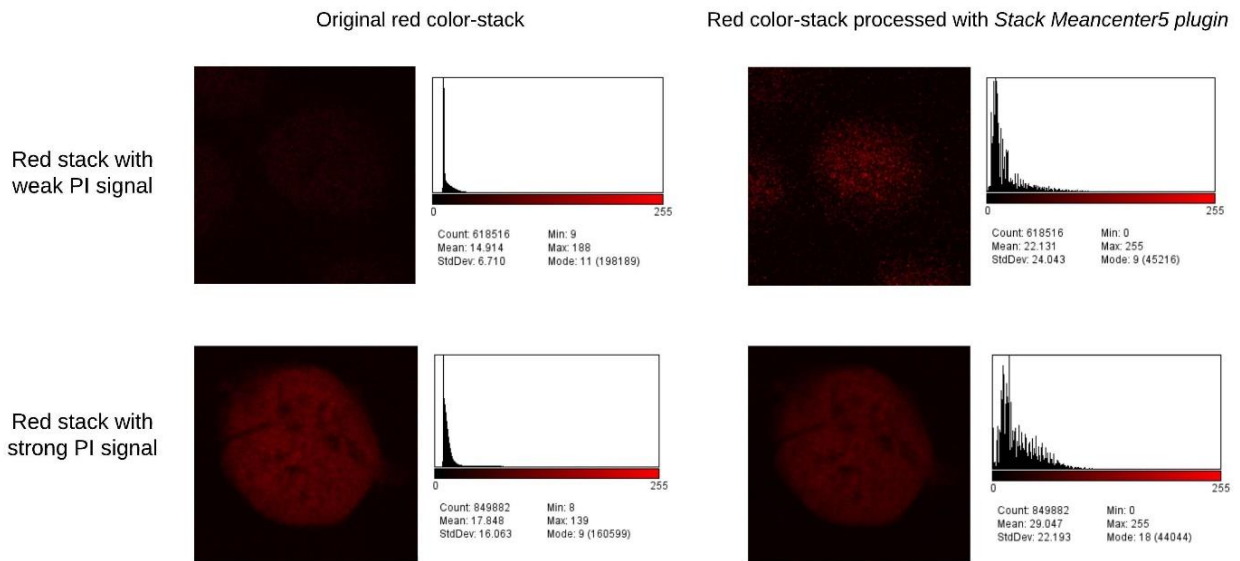 Original red color-stack
Red color-stack processed with Stack Meancenter5 plugin
Red stack with
weak PI signal
0
255
Count: 618516
Min: 9
Mean: 14.914
Max: 188
StdDev: 6.710
Mode: 11 (198189)
0
255
Count: 618516
Min: 0
Mean: 22.131
Max: 255
StdDev: 24.043
Mode: 9 (45216)
Red stack with
strong PI signal
0
255
Count: 849882
Min: 8
Mean: 17.848
Max: 139
StdDev: 16.063
Mode: 9 (160599)
0
255
Count: 849882
Min: 0
Mean: 29.047
Max: 255
StdDev: 22.193
Mode: 18 (44044)